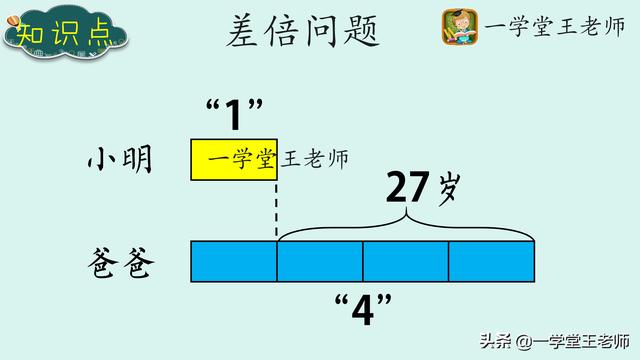 知识点
差倍问题
一学堂王老师
“1”
小明
一学堂王老师
27岁
爸爸
“4”
头条 @一学堂王老师